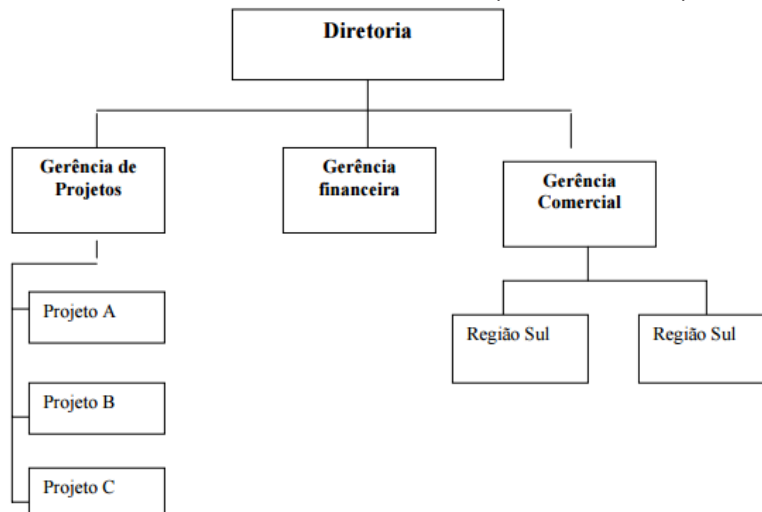 Diretoria
Gerência de
Projetos
Gerência
financeira
Gerência
Comercial
Projeto A
Projeto B
Projeto C
Região Sul
Região Sul